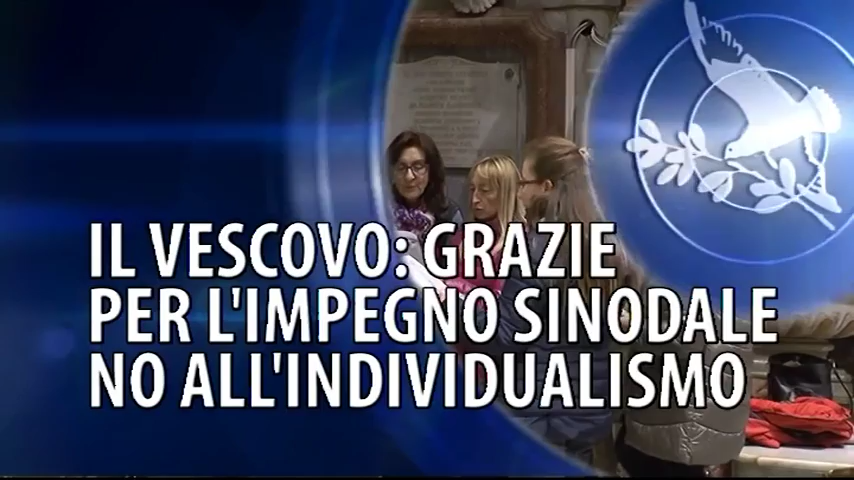 IL VESCOVO: GRAZIE
PER L'IMPEGNO SINODALE
NO ALL'INDIVIDUALISMO